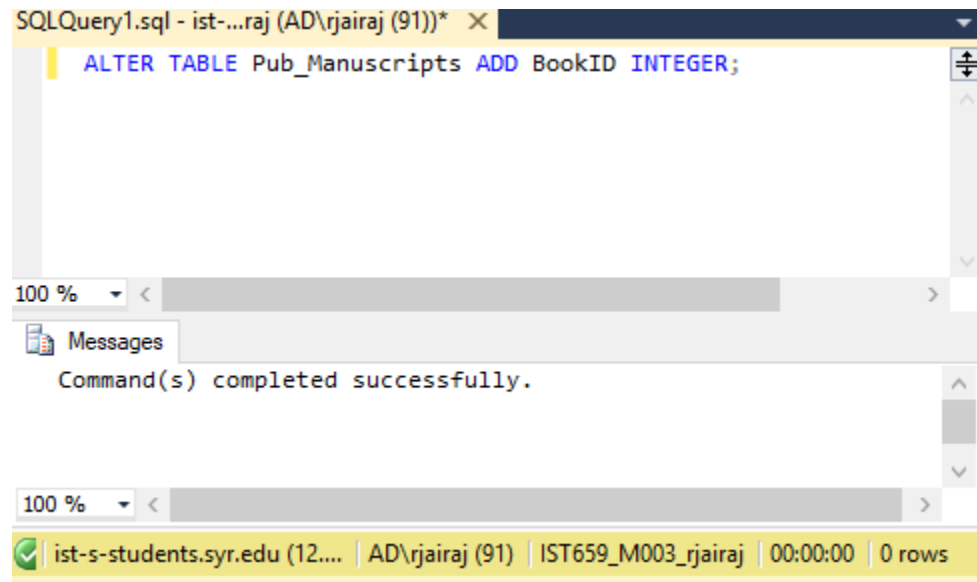 SQLQuery1.sql - ist-...raj (AD\rjairaj (91))*
ALTER TABLE Pub_Manuscripts ADD BookID INTEGER;
100 %
Messages
Command(s) completed successfully.
100 %
ist-s-students.syr.edu (12.... AD\rjairaj (91) IST659_M003_rjairaj 00:00:00 0 rows